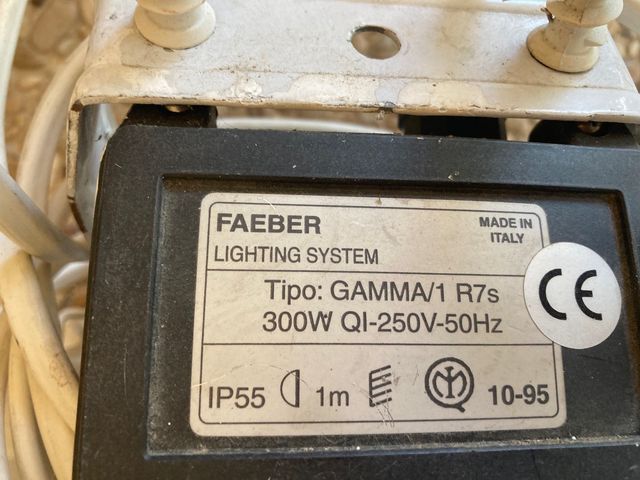 FAEBER
LIGHTING SYSTEM
MADE IN
ITALY
Tipo: GAMMA/1 R7s
300W QI-250V-50Hz
CE
IP55 1m 10-95